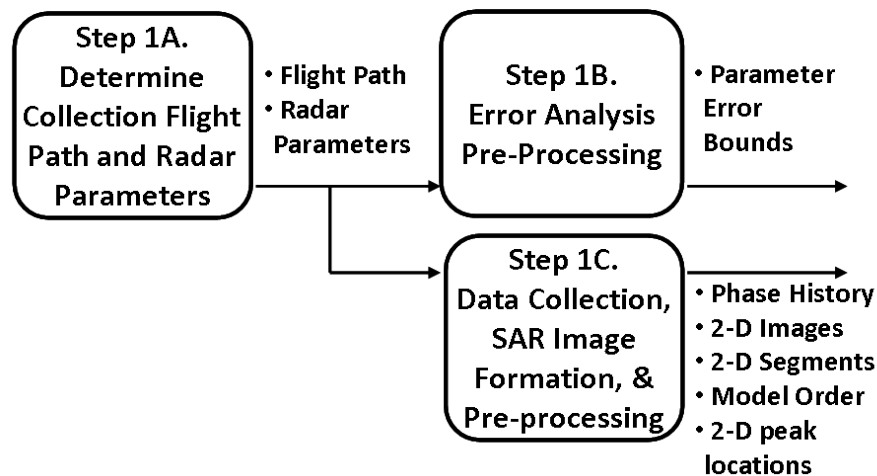 Step 1A.
Determine
Collection Flight
Path and Radar
Parameters
• Flight Path
• Radar
Parameters
Step 1B.
Error Analysis
Pre-Processing
• Parameter
Error
Bounds
Step 1C.
Data Collection,
SAR Image
Formation, &
Pre-processing
• Phase History
• 2-D Images
• 2-D Segments
• Model Order
• 2-D peak
locations